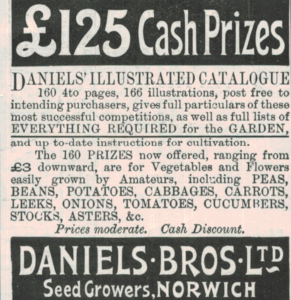 £125 Cash Prizes
DANIELS' ILLUSTRATED CATALOGUE
160 4to pages, 166 illustrations, post free to
intending purchasers, gives full particulars of these
most successful competitions, as well as full lists of
EVERYTHING REQUIRED for the GARDEN,
and up-to-date instructions for cultivation.
The 160 PRIZES now offered, ranging from
£3 downward, are for Vegetables and Flowers
easily grown by Amateurs, including PEAS,
BEANS, POTATOES, CABBAGES, CARROTS,
LEEKS, ONIONS, TOMATOES, CUCUMBERS,
STOCKS, ASTERS, &c.
Prices moderate. Cash Discount.
DANIELS·BROS·LTD
Seed Growers, NORWICH